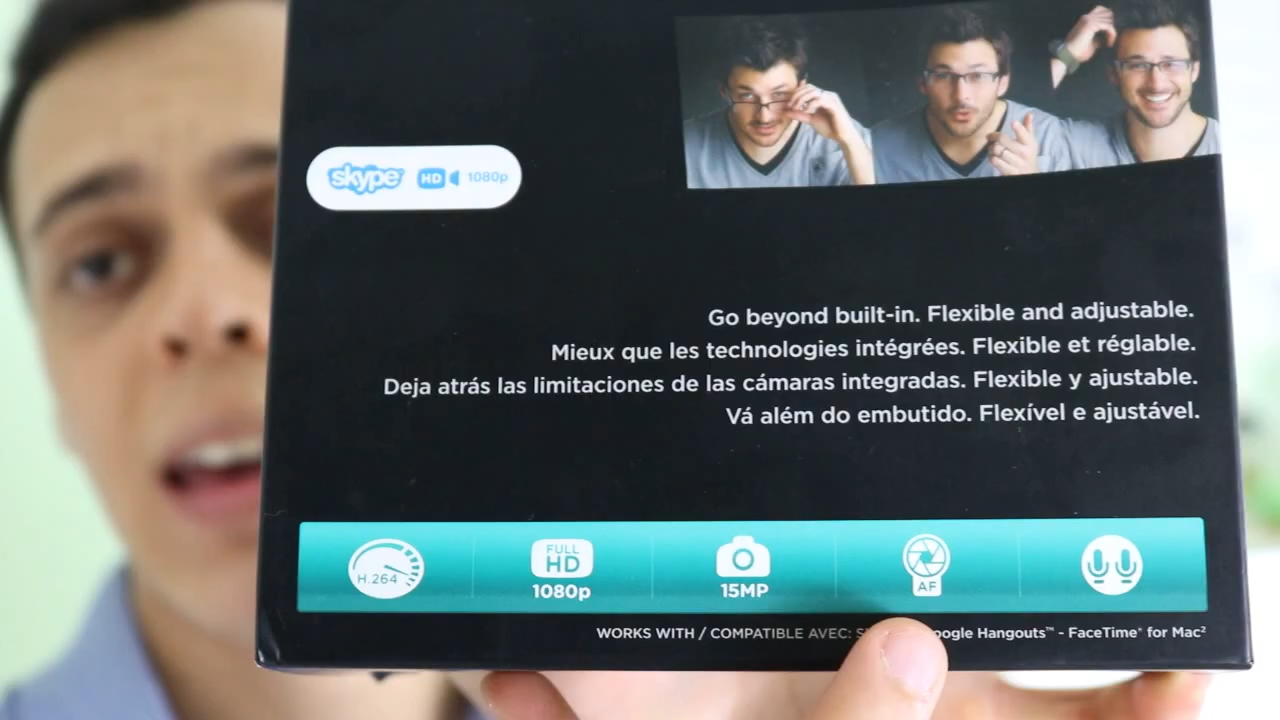 skype HD 1080p
Go beyond built-in. Flexible and adjustable.
Mieux que les technologies intégrées. Flexible et réglable.
Deja atrás las limitaciones de las cámaras integradas. Flexible y ajustable.
Vá além do embutido. Flexível e ajustável.
H.264
FULL HD
1080p
15MP
AF
WORKS WITH / COMPATIBLE AVEC: Hangouts™ - FaceTime* for Mac²